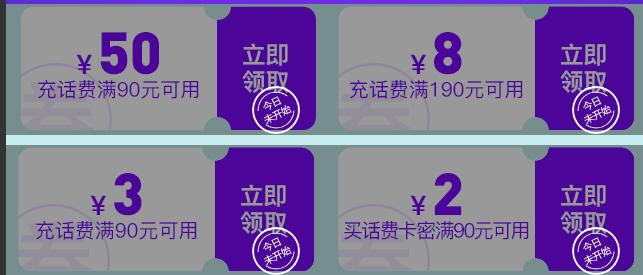 ¥50
充话费满90元可用
立即
领取
今日
未开始
¥8
充话费满190元可用
立即
领取
今日
未开始
¥3
充话费满90元可用
立即
领取
今日
未开始
¥2
买话费卡密满90元可用
立即
领取
今日
未开始